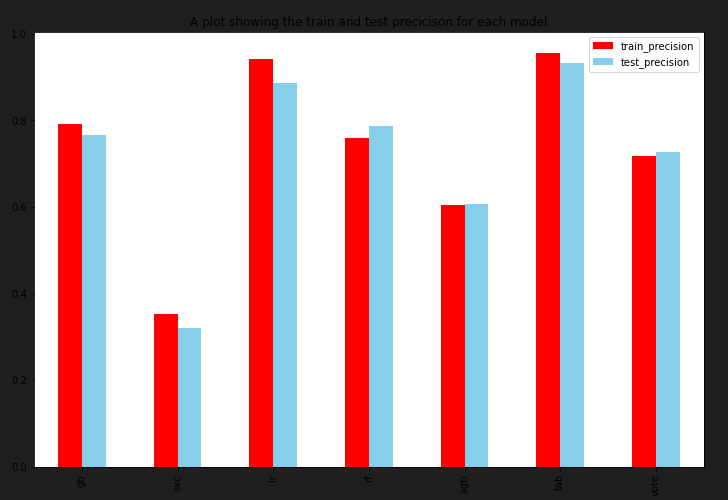 A plot showing the train and test precicison for each model
train_precision
test_precision
1.0
0.8
0.6
0.4
0.2
0.0
gb
svc
lr
rf
xgb
tab
vote